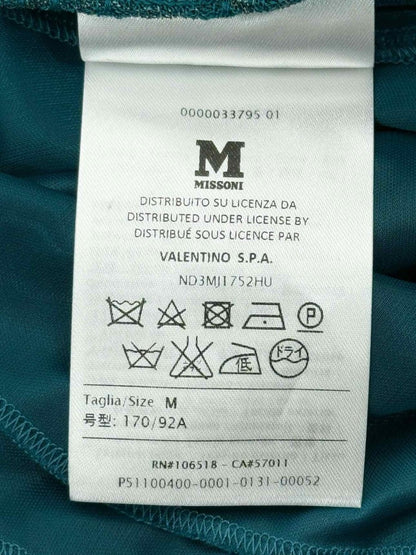 0000033795 01
M
MISSONI
DISTRIBUITO SU LICENZA DA
DISTRIBUTED UNDER LICENSE BY
DISTRIBUÉ SOUS LICENCE PAR
VALENTINO S.P.A.
ND3MJ1752HU
P
低 ドライ
Taglia/Size M
号型: 170/92A
RN#106518 - CA#57011
P51100400-0001-0131-00052